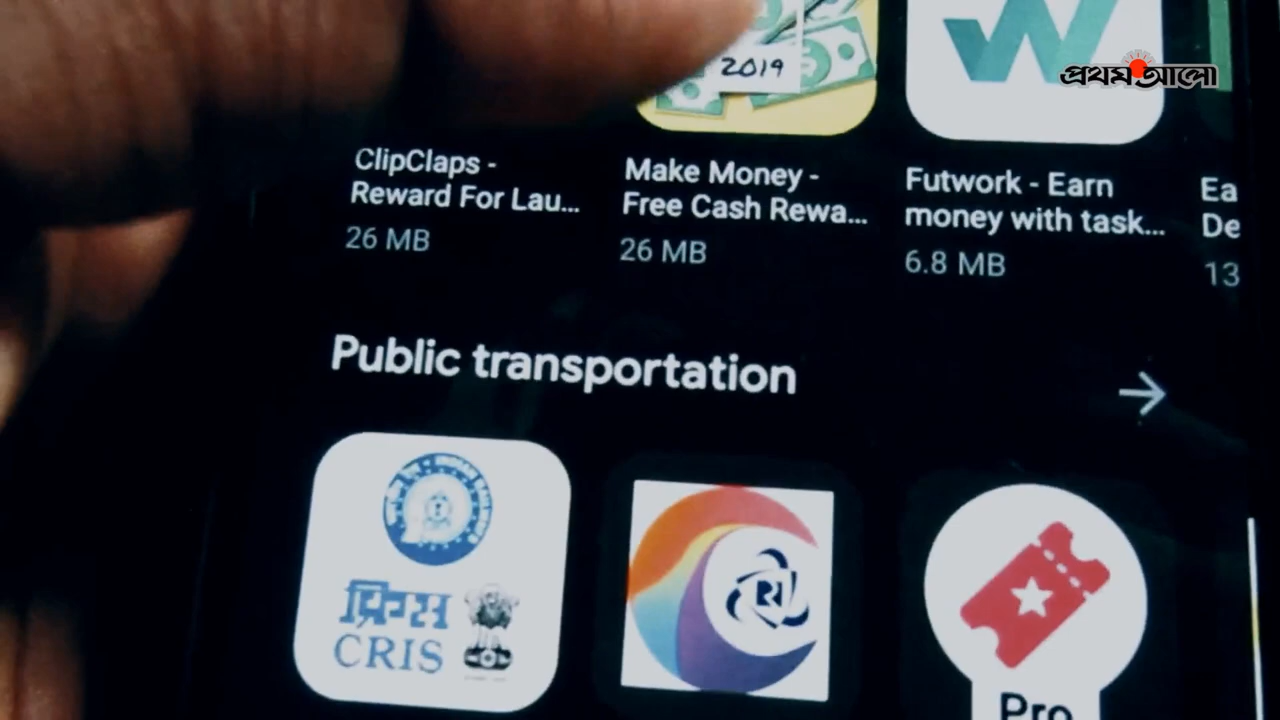 2019
প্রথম আলো
ClipClaps -
Reward For Lau...
26 MB
Make Money -
Free Cash Rewa...
26 MB
Futwork - Earn
money with task...
6.8 MB
Ea
De
13
Public transportation
क्रिस
CRIS
Pro